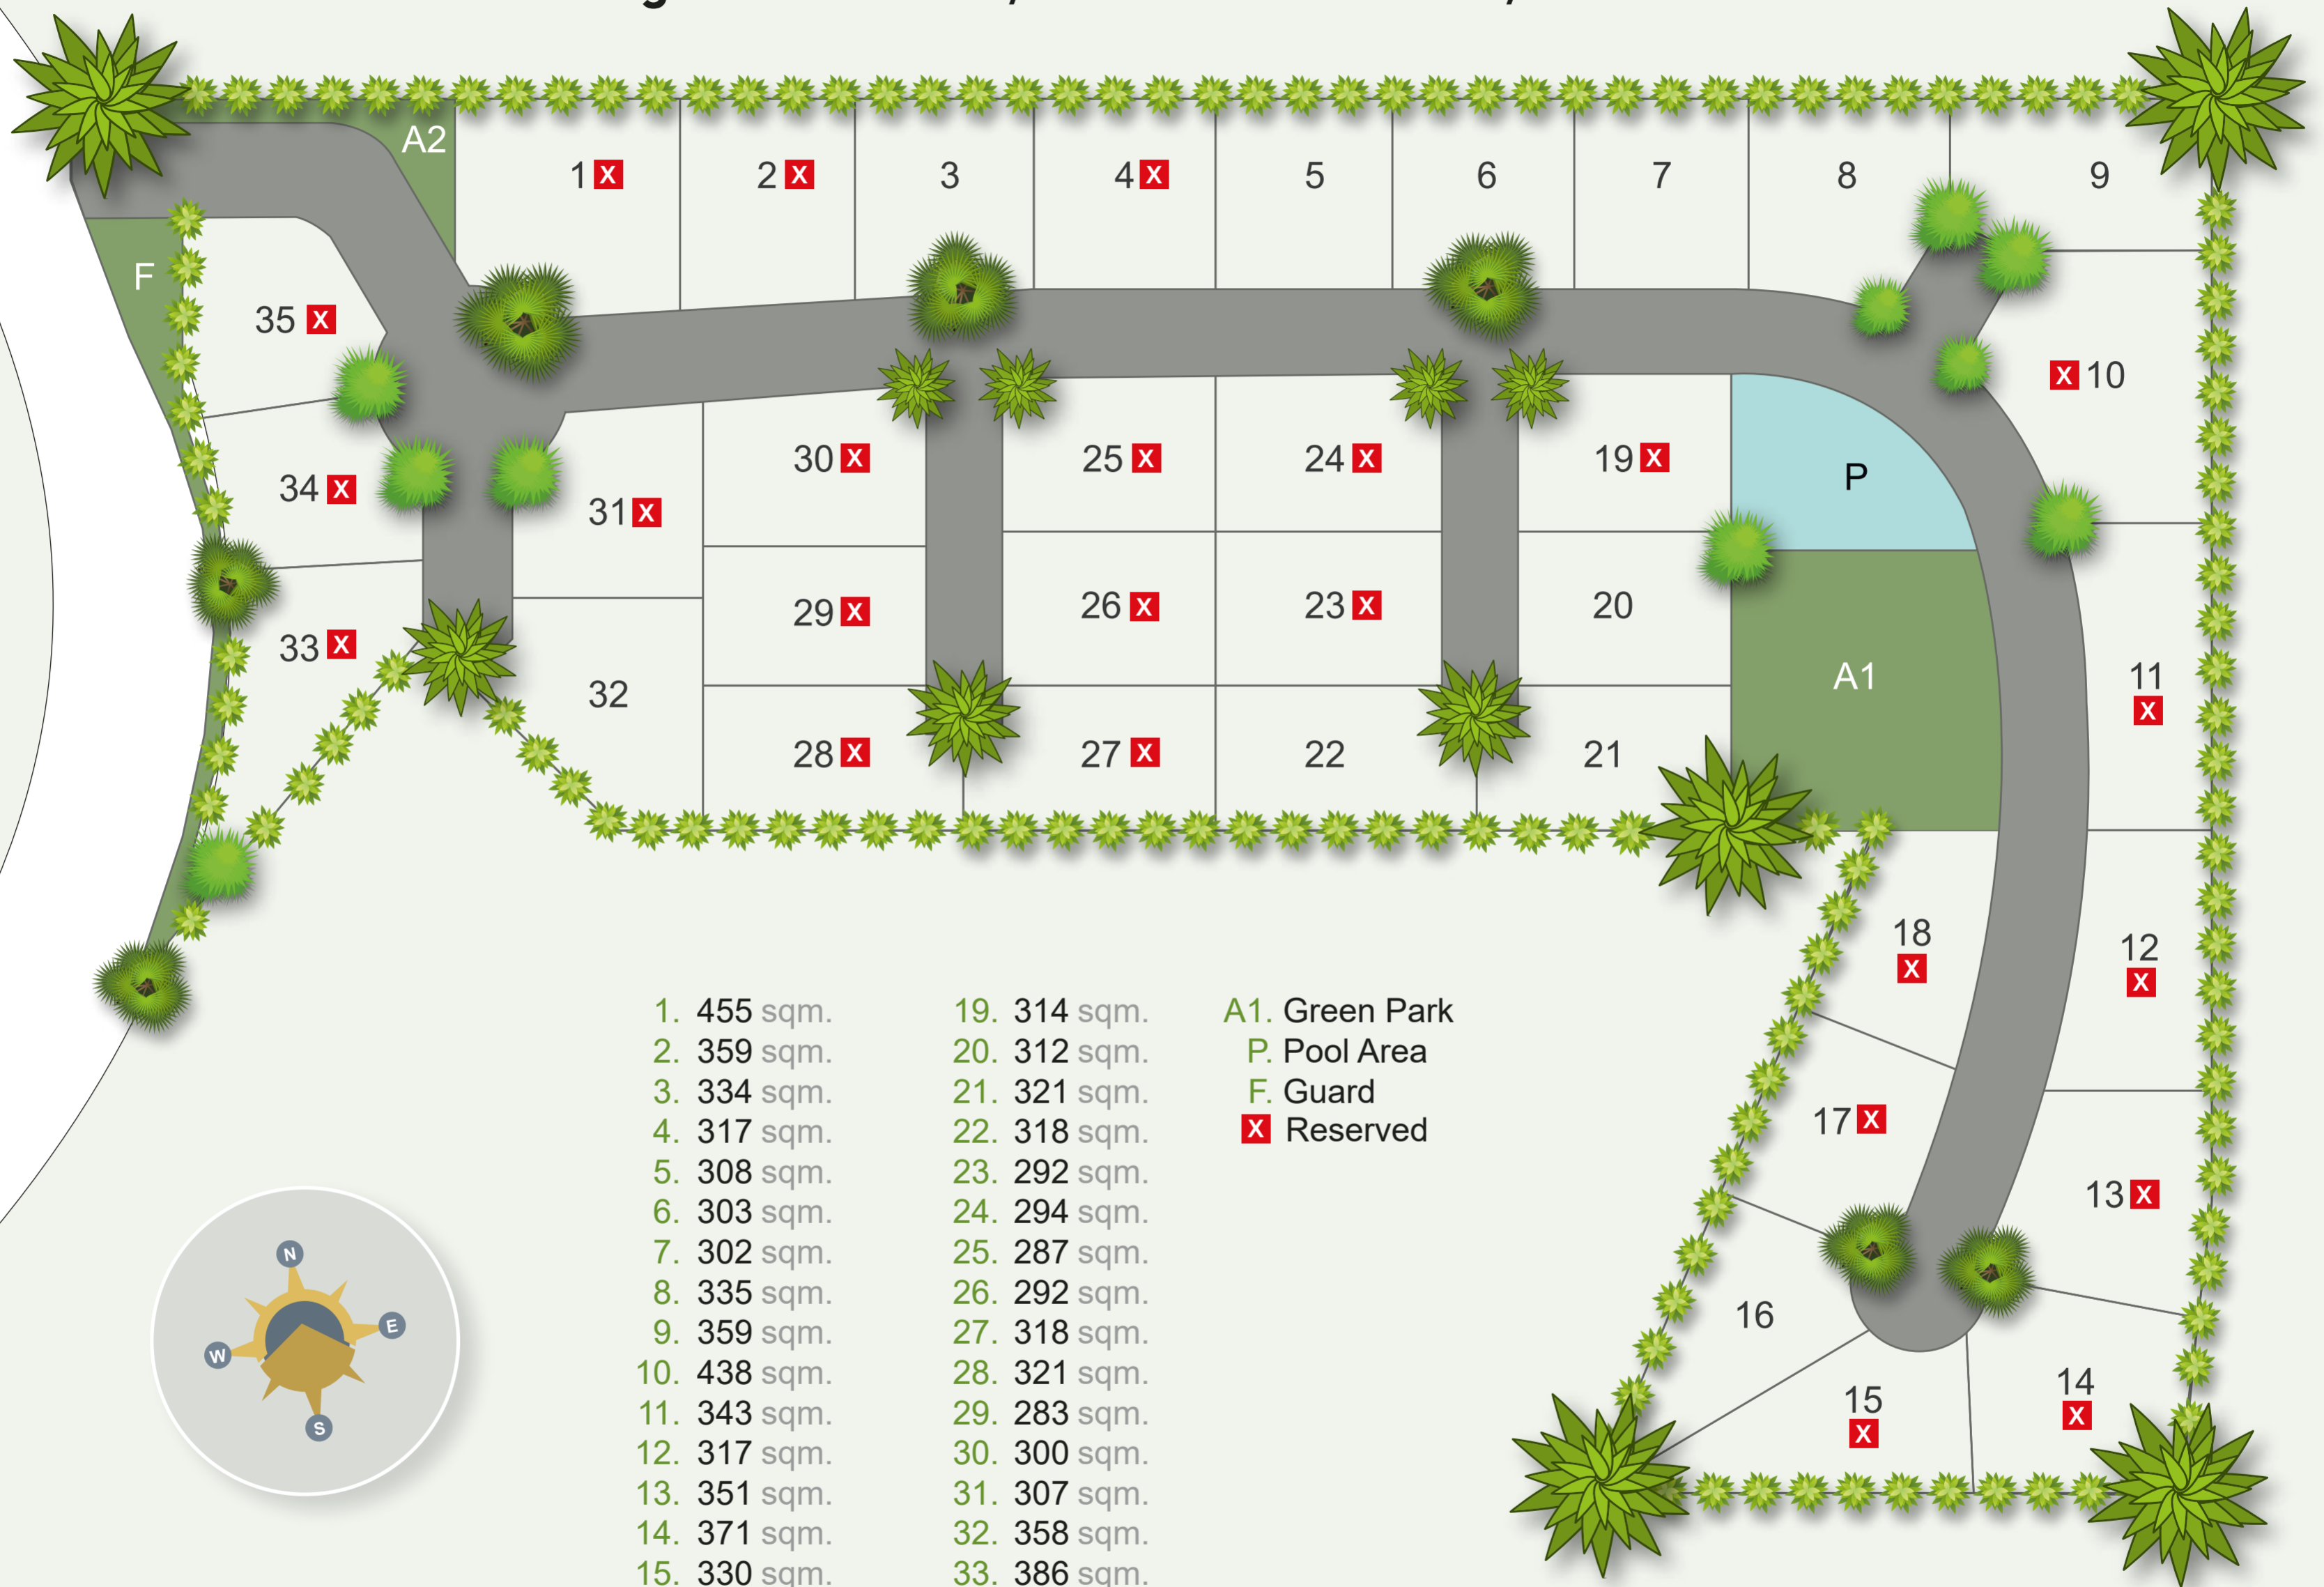 A2
1 X
2 X
3
4 X
5
6
7
8
9
F
35 X
X 10
30 X
25 X
24 X
19 X
P
34 X
31 X
29 X
26 X
23 X
20
33 X
32
A1
11
X
28 X
27 X
22
21
18
X
12
X
17 X
13 X
16
15
X
14
X
1. 455 sqm.
2. 359 sqm.
3. 334 sqm.
4. 317 sqm.
5. 308 sqm.
6. 303 sqm.
7. 302 sqm.
8. 335 sqm.
9. 359 sqm.
10. 438 sqm.
11. 343 sqm.
12. 317 sqm.
13. 351 sqm.
14. 371 sqm.
15. 330 sqm.
19. 314 sqm.
20. 312 sqm.
21. 321 sqm.
22. 318 sqm.
23. 292 sqm.
24. 294 sqm.
25. 287 sqm.
26. 292 sqm.
27. 318 sqm.
28. 321 sqm.
29. 283 sqm.
30. 300 sqm.
31. 307 sqm.
32. 358 sqm.
33. 386 sqm.
A1. Green Park
P. Pool Area
F. Guard
X Reserved
N
E
W
S